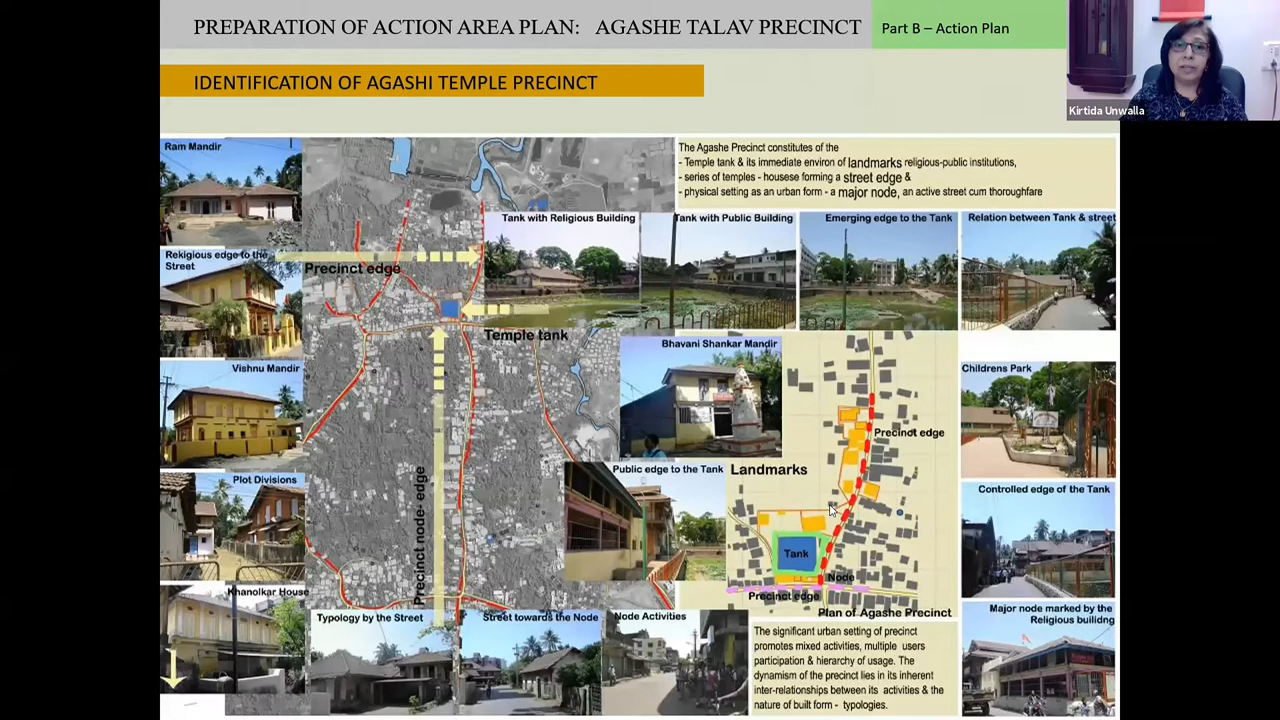 PREPARATION OF ACTION AREA PLAN: AGASHE TALAV PRECINCT
Part B – Action Plan
Kirtida Unwalla
IDENTIFICATION OF AGASHI TEMPLE PRECINCT
Ram Mandir
The Agashe Precinct constitutes of the
- Temple tank & its immediate environ of landmarks religious-public institutions,
- series of temples - housese forming a street edge &
- physical setting as an urban form - a major node, an active street cum thoroughfare
Tank with Religious Building
Tank with Public Building
Emerging edge to the Tank
Relation between Tank & street
Rekigious edge to the
Street
Precinct edge
Temple tank
Bhavani Shankar Mandir
Vishnu Mandir
Childrens Park
Precinct edge
Public edge to the Tank
Landmarks
Plot Divisions
Precinct node- edge
Controlled edge of the Tank
Tank
Node
Khanolkar House
Precinct edge
Plan of Agashe Precinct
Typology by the Street
Street towards the Node
Node Activities
Major node marked by the
Religious builidng
The significant urban setting of precinct
promotes mixed activities, multiple users
participation & hierarchy of usage. The
dynamism of the precinct lies in its inherent
inter-relationships between its activities & the
nature of built form - typologies.